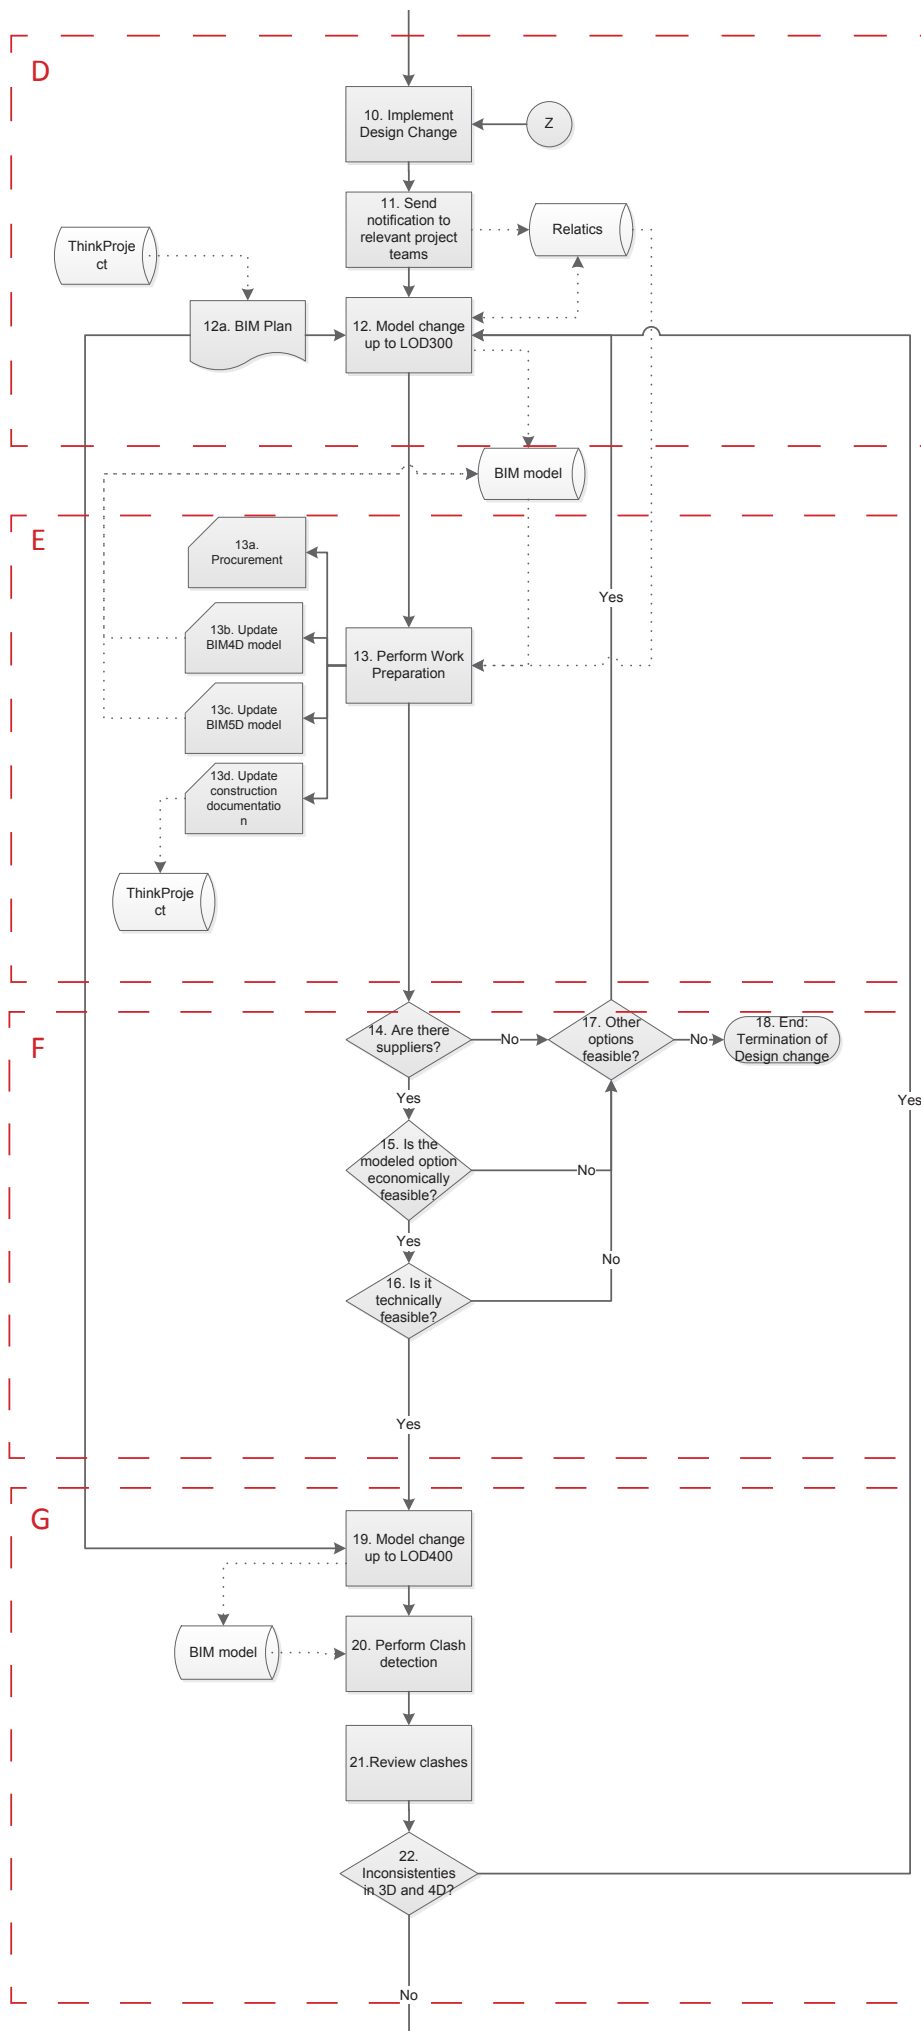 D
10. Implement
Design Change
Z
11. Send
notification to
relevant project
teams
Relatics
ThinkProje
ct
12a. BIM Plan
12. Model change
up to LOD300
BIM model
E
13a.
Procurement
Yes
13b. Update
BIM4D model
13. Perform Work
Preparation
13c. Update
BIM5D model
13d. Update
construction
documentatio
n
ThinkProje
ct
F
14. Are there
suppliers?
No
17. Other
options
feasible?
No
18. End:
Termination of
Design change
Yes
Yes
15. Is the
modeled option
economically
feasible?
No
Yes
No
16. Is it
technically
feasible?
Yes
G
19. Model change
up to LOD400
BIM model
20. Perform Clash
detection
21.Review clashes
22.
Inconsistenties
in 3D and 4D?
No